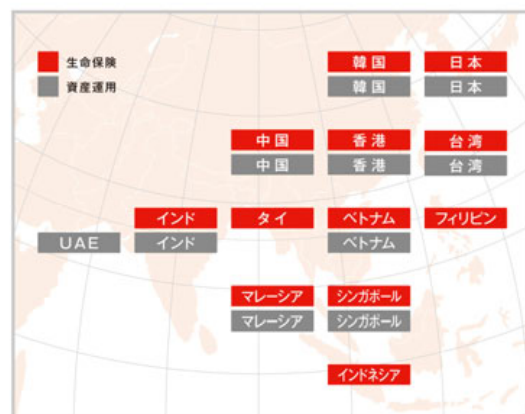 生命保険
資産運用
韓国 日本
韓国 日本
中国 香港 台湾
中国 香港 台湾
インド タイ ベトナム フィリピン
UAE インド ベトナム
マレーシア シンガポール
マレーシア シンガポール
インドネシア